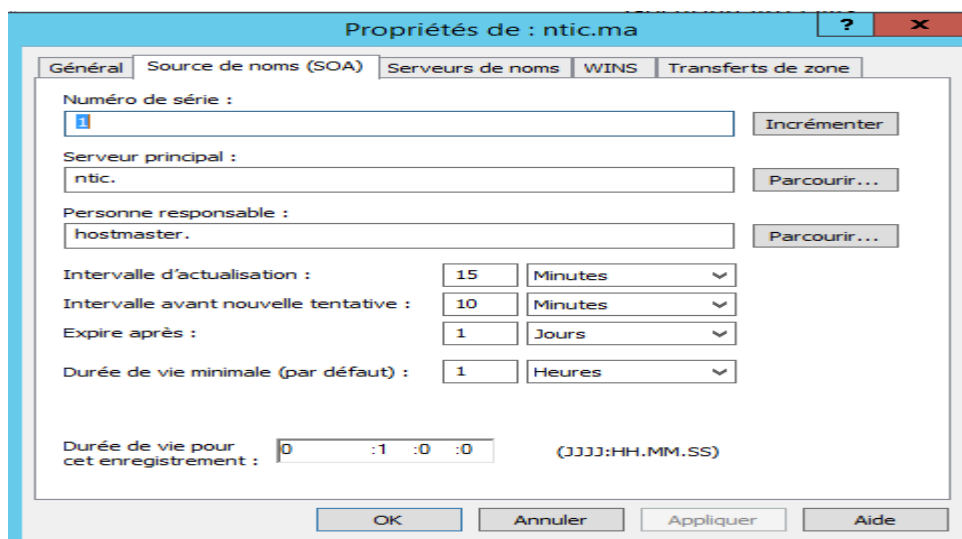 Propriétés de : ntic.ma
?
x
Général
Source de noms (SOA)
Serveurs de noms
WINS
Transferts de zone
Numéro de série :
1
Incrémenter
Serveur principal :
ntic.
Parcourir...
Personne responsable :
hostmaster.
Parcourir...
Intervalle d'actualisation : 15 Minutes
Intervalle avant nouvelle tentative : 10 Minutes
Expire après : 1 Jours
Durée de vie minimale (par défaut) : 1 Heures
Durée de vie pour
cet enregistrement : 0 :1 :0 :0 (JJJJ:HH.MM.SS)
OK
Annuler
Appliquer
Aide